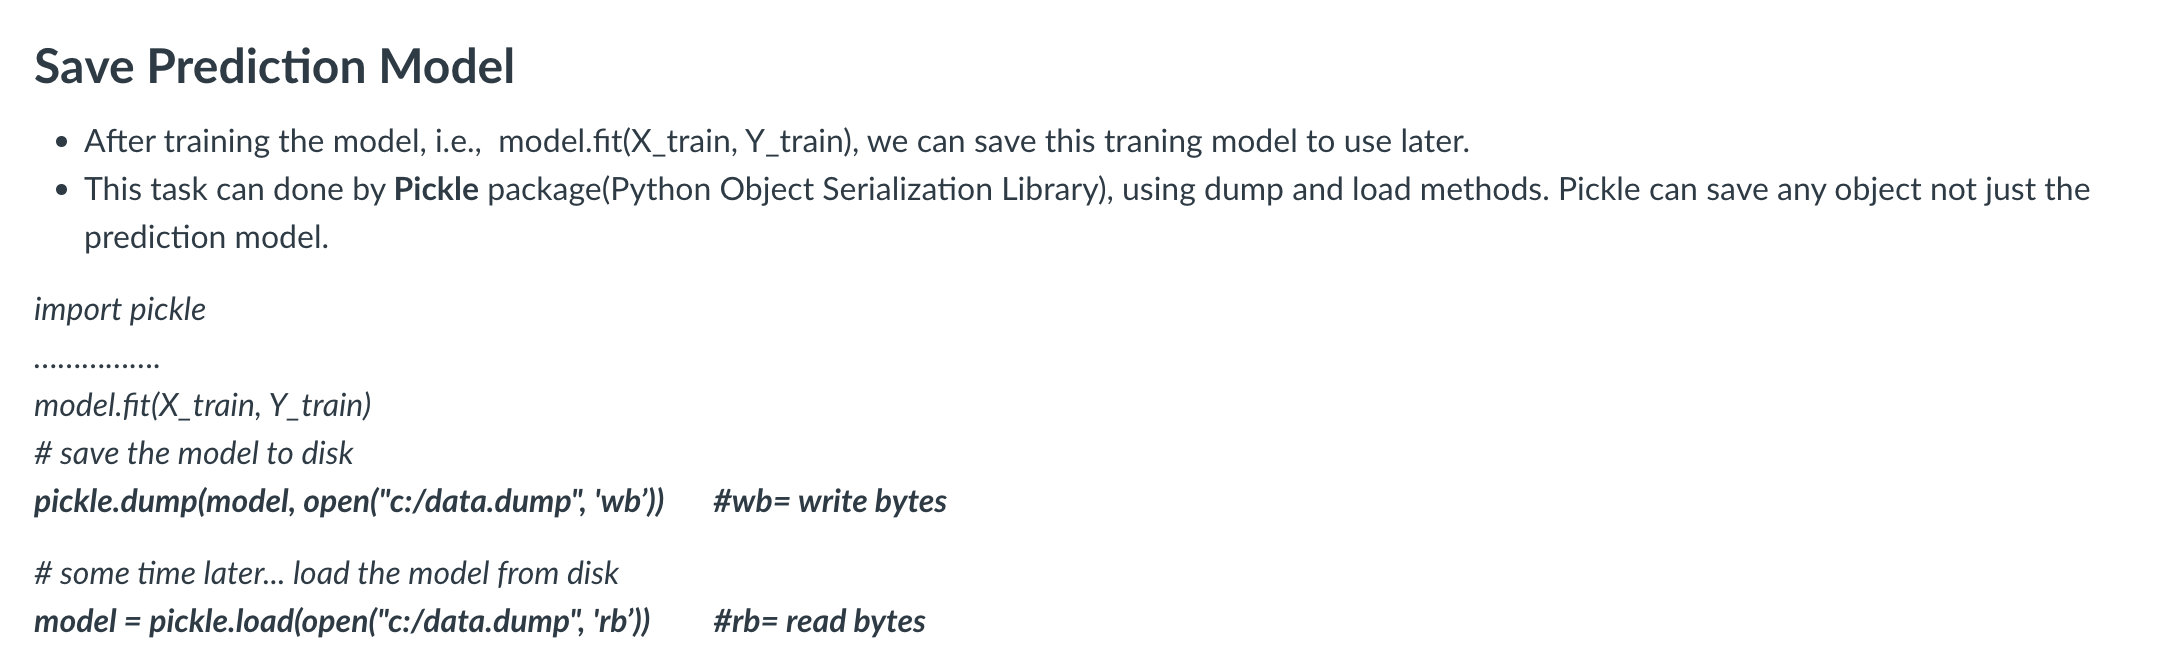 Save Prediction Model
• After training the model, i.e.,  model.fit(X_train, Y_train), we can save this traning model to use later.
• This task can done by Pickle package(Python Object Serialization Library), using dump and load methods. Pickle can save any object not just the
prediction model.
import pickle
................
model.fit(X_train, Y_train)
# save the model to disk
pickle.dump(model, open("c:/data.dump", 'wb’))      #wb= write bytes
# some time later... load the model from disk
model = pickle.load(open("c:/data.dump", 'rb’))       #rb= read bytes